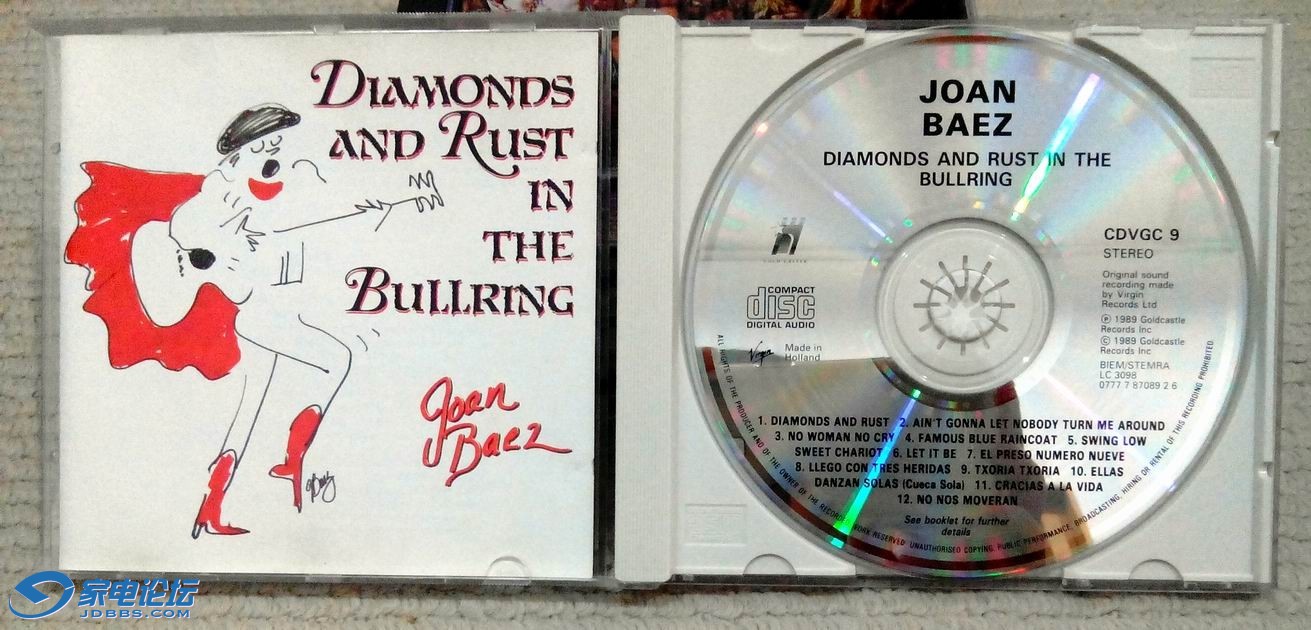 DIAMONDS
AND RUST
IN
THE
BULLRING
Joan
Baez
Baez
JOAN
BAEZ
DIAMONDS AND RUST IN THE
BULLRING
CDVGC 9
STEREO
Original sound
recording made
by Virgin
Records Ltd
℗ 1989 Goldcastle
Records Inc
© 1989 Goldcastle
Records Inc
BIEM/STEMRA
LC 3098
0777 7 87089 2 6
COMPACT
disc
DIGITAL AUDIO
Virgin
Made in
Holland
1. DIAMONDS AND RUST 2. AIN'T GONNA LET NOBODY TURN ME AROUND
3. NO WOMAN NO CRY 4. FAMOUS BLUE RAINCOAT 5. SWING LOW
SWEET CHARIOT 6. LET IT BE 7. EL PRESO NUMERO NUEVE
8. LLEGO CON TRES HERIDAS 9. TXORIA TXORIA 10. ELLAS
DANZAN SOLAS (Cueca Sola) 11. CRACIAS A LA VIDA
12. NO NOS MOVERAN
See booklet for further
details
ALL RIGHTS OF THE PRODUCER AND OF THE OWNER OF THE RECORDED WORK RESERVED. UNAUTHORISED COPYING, PUBLIC PERFORMANCE, BROADCASTING, HIRING OR RENTAL OF THIS RECORDING PROHIBITED.
家电论坛
JDBBS.COM